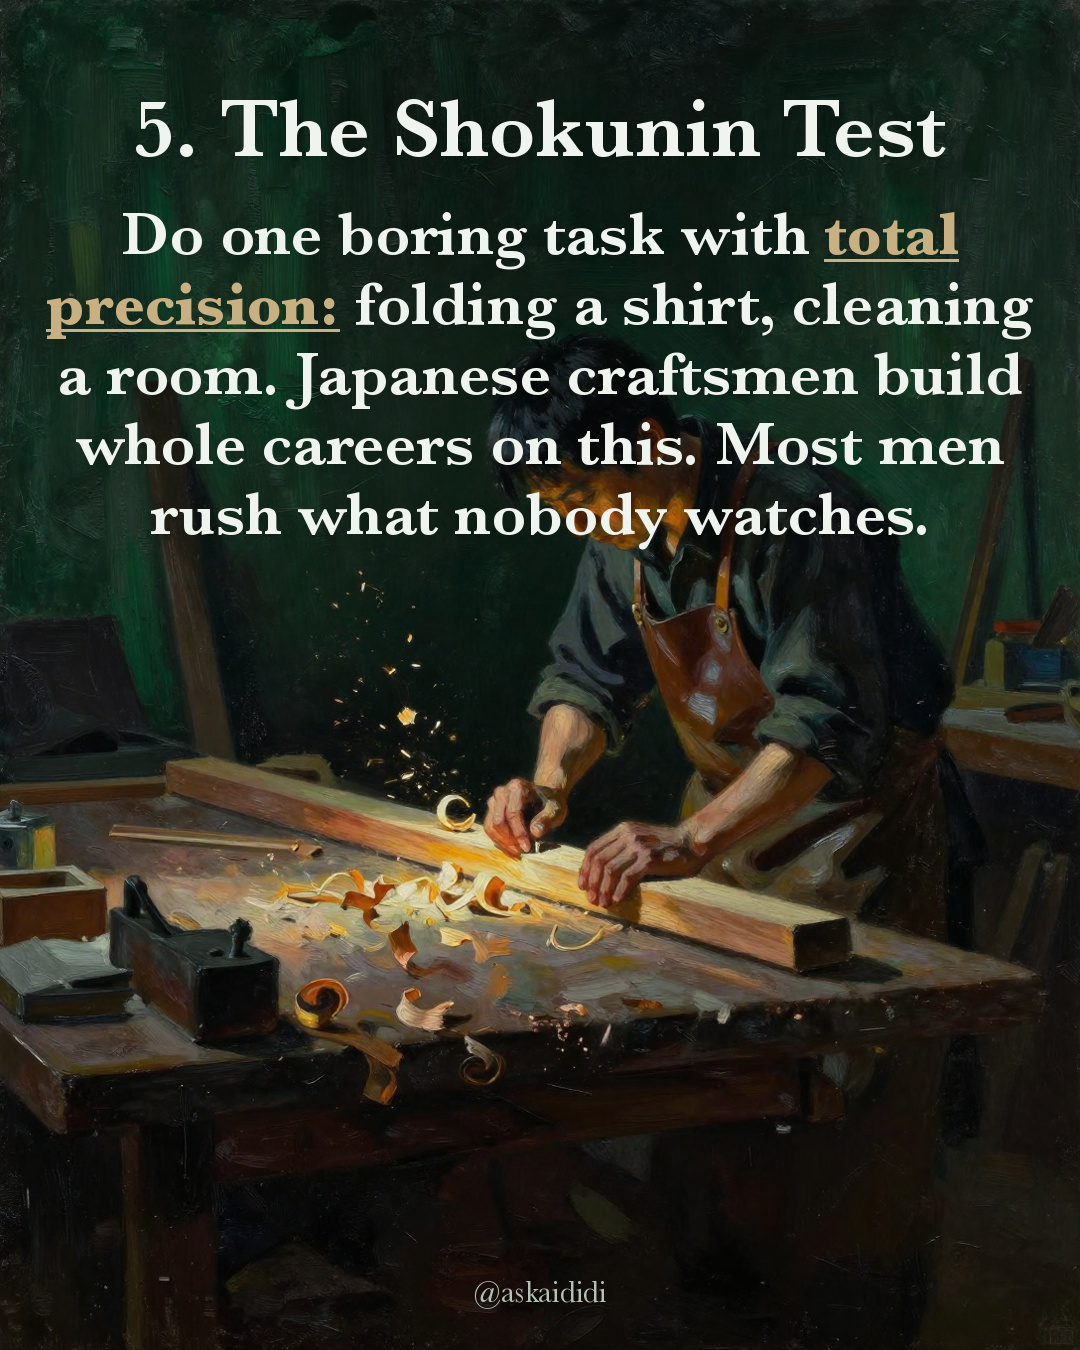 5. The Shokunin Test
Do one boring task with total
precision: folding a shirt, cleaning
a room. Japanese craftsmen build
whole careers on this. Most men
rush what nobody watches.
@askaididi